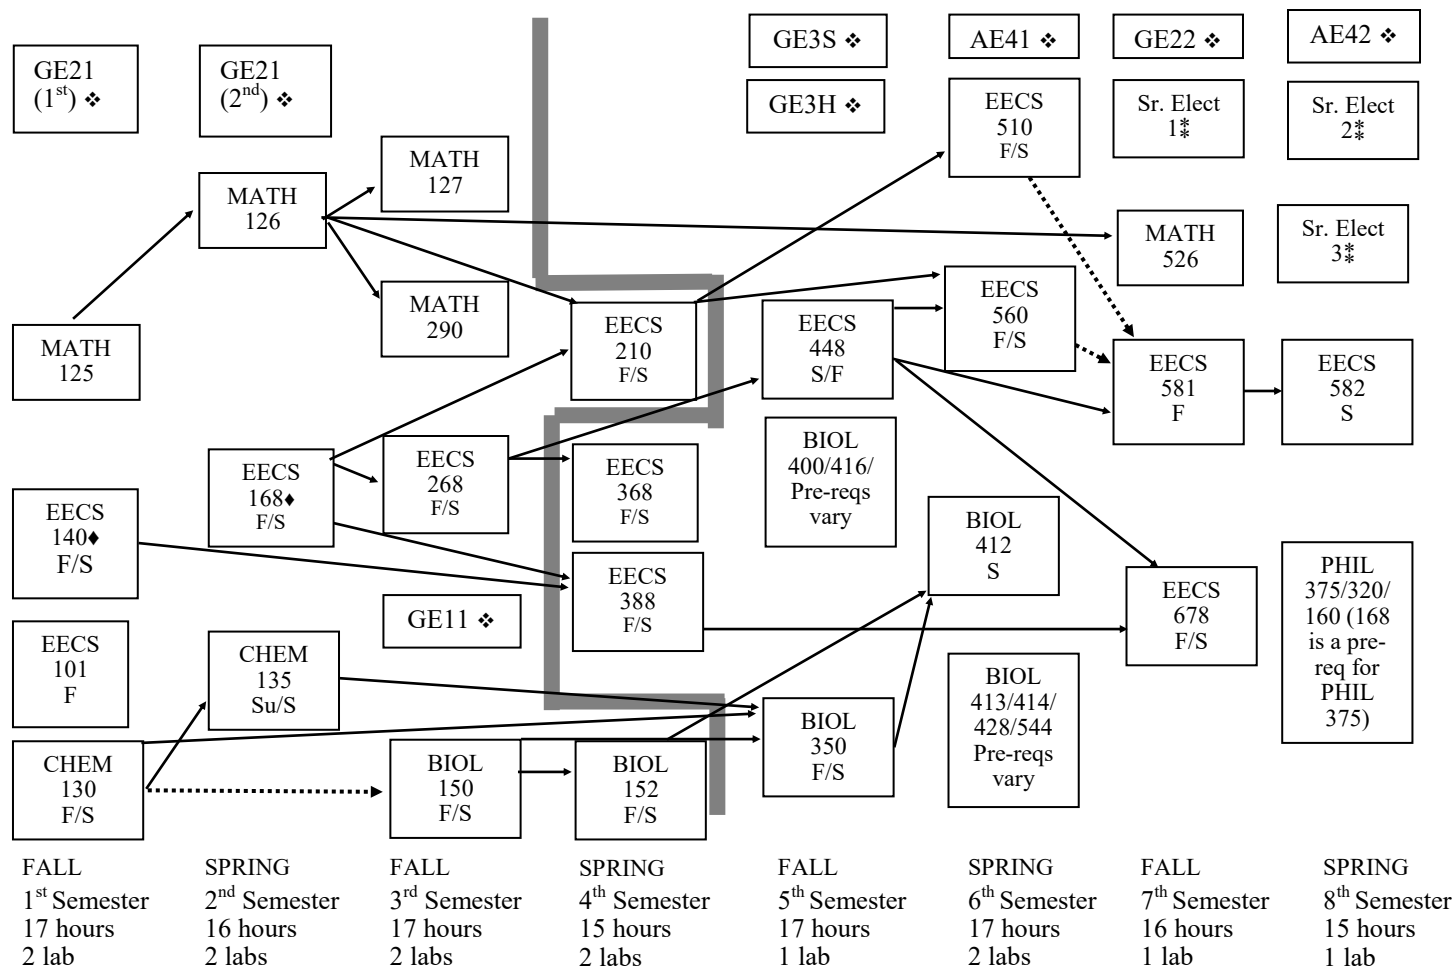 GE21
(1st) ❖
GE21
(2nd) ❖
GE3S ❖
AE41 ❖
GE22 ❖
AE42 ❖
GE3H ❖
EECS
510
F/S
Sr. Elect
1⁑
Sr. Elect
2⁑
MATH
127
MATH
126
MATH
526
Sr. Elect
3⁑
MATH
125
MATH
290
EECS
210
F/S
EECS
448
S/F
EECS
560
F/S
EECS
581
F
EECS
582
S
EECS
140♦
F/S
EECS
168♦
F/S
EECS
268
F/S
EECS
368
F/S
BIOL
400/416/
Pre-reqs
vary
BIOL
412
S
EECS
388
F/S
GE11 ❖
EECS
678
F/S
PHIL
375/320/
160 (168
is a pre-
req for
PHIL
375)
EECS
101
F
CHEM
135
Su/S
BIOL
413/414/
428/544
Pre-reqs
vary
CHEM
130
F/S
BIOL
150
F/S
BIOL
152
F/S
BIOL
350
F/S
FALL
1st Semester
17 hours
2 lab
SPRING
2nd Semester
16 hours
2 labs
FALL
3rd Semester
17 hours
2 labs
SPRING
4th Semester
15 hours
2 labs
FALL
5th Semester
17 hours
1 lab
SPRING
6th Semester
17 hours
2 labs
FALL
7th Semester
16 hours
1 lab
SPRING
8th Semester
15 hours
1 lab